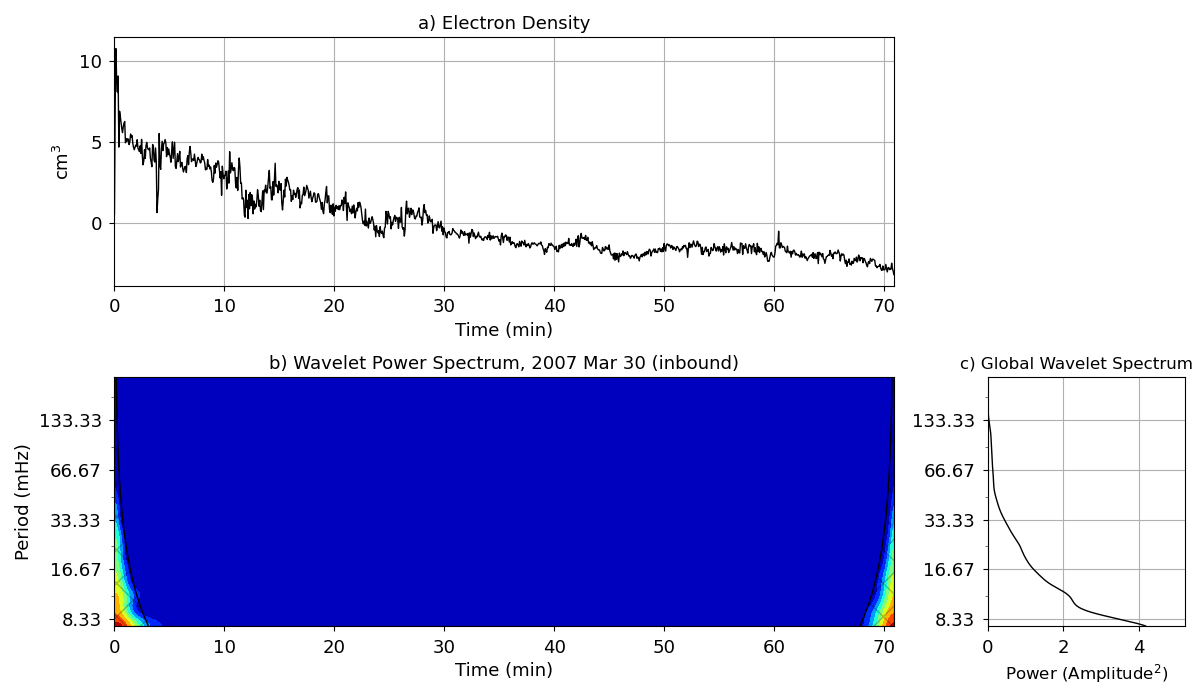 a) Electron Density
10
5
0
cm³
0 10 20 30 40 50 60 70
Time (min)
b) Wavelet Power Spectrum, 2007 Mar 30 (inbound)
133.33
66.67
33.33
16.67
8.33
Period (mHz)
0 10 20 30 40 50 60 70
Time (min)
c) Global Wavelet Spectrum
133.33
66.67
33.33
16.67
8.33
0 2 4
Power (Amplitude²)